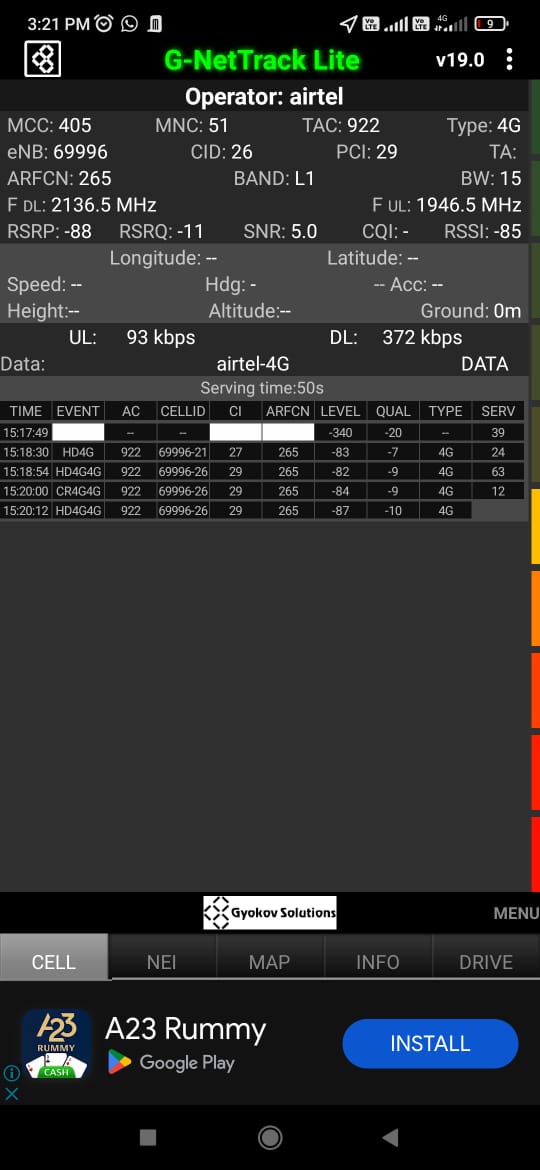 3:21 PM Vo LTE Vo LTE 4G 9
G-NetTrack Lite v19.0
Operator: airtel
MCC: 405 MNC: 51 TAC: 922 Type: 4G
eNB: 69996 CID: 26 PCI: 29 TA:
ARFCN: 265 BAND: L1 BW: 15
F DL: 2136.5 MHz F UL: 1946.5 MHz
RSRP: -88 RSRQ: -11 SNR: 5.0 CQI: - RSSI: -85
Longitude: -- Latitude: --
Speed: -- Hdg: - -- Acc: --
Height:-- Altitude:-- Ground: 0m
UL: 93 kbps DL: 372 kbps
Data: airtel-4G DATA
Serving time:50s
TIME EVENT AC CELLID CI ARFCN LEVEL QUAL TYPE SERV
15:17:49 -- -- -340 -20 -- 39
15:18:30 HD4G 922 69996-21 27 265 -83 -7 4G 24
15:18:54 HD4G4G 922 69996-26 29 265 -82 -9 4G 63
15:20:00 CR4G4G 922 69996-26 29 265 -84 -9 4G 12
15:20:12 HD4G4G 922 69996-26 29 265 -87 -10 4G
Gyokov Solutions
MENU
CELL NEI MAP INFO DRIVE
A23 RUMMY CASH
A23 Rummy
Google Play
INSTALL